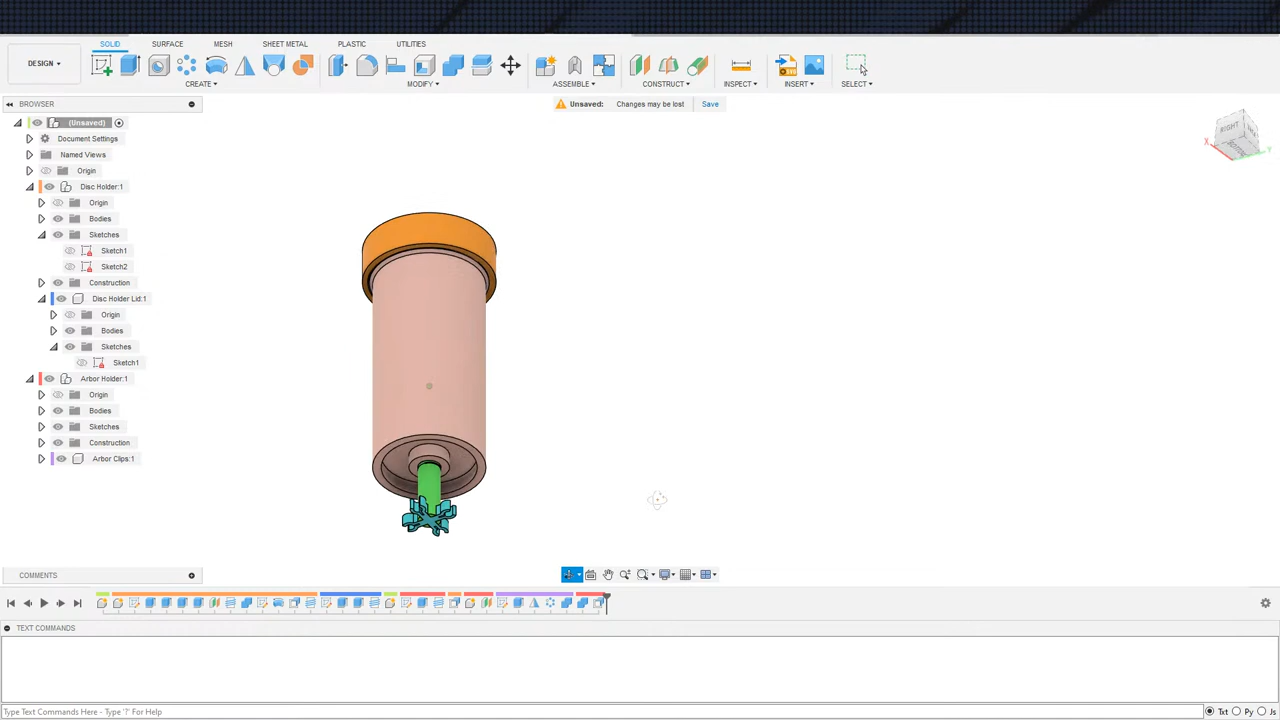 SOLID SURFACE MESH SHEET METAL PLASTIC UTILITIES
DESIGN
CREATE MODIFY ASSEMBLE CONSTRUCT INSPECT INSERT SELECT
BROWSER
Unsaved: Changes may be lost Save
(Unsaved)
Document Settings
Named Views
Origin
Disc Holder:1
Origin
Bodies
Sketches
Sketch1
Sketch2
Construction
Disc Holder Lid:1
Origin
Bodies
Sketches
Sketch1
Arbor Holder:1
Origin
Bodies
Sketches
Construction
Arbor Clips:1
RIGHT
BOTTOM
X
Y
COMMENTS
TEXT COMMANDS
Type Text Commands Here - Type '?' For Help
Txt Py Js